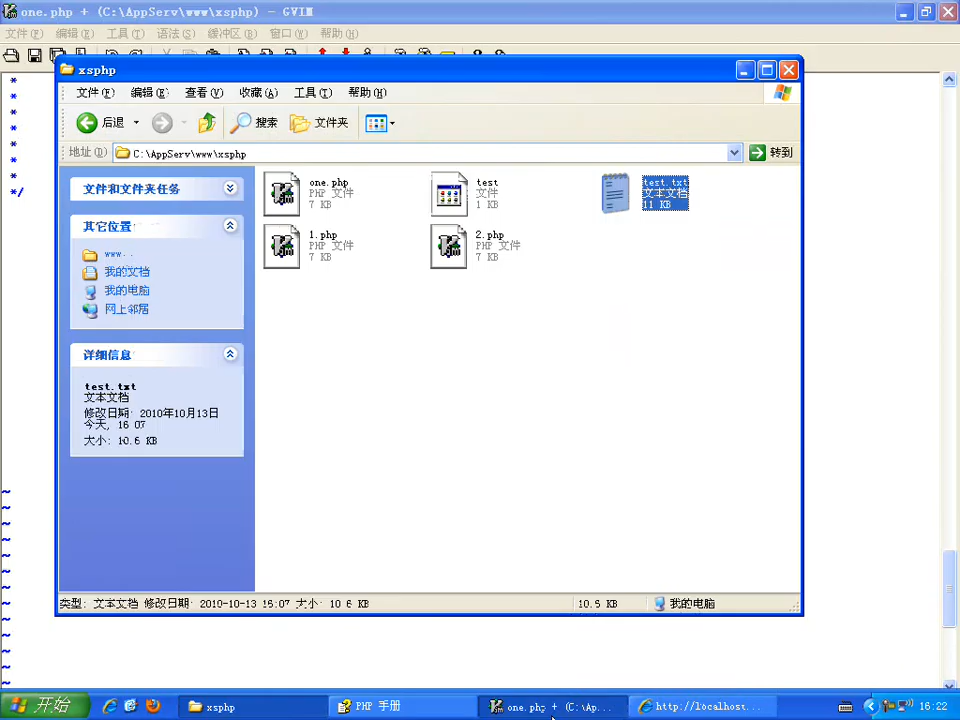 one.php + (C:\AppServ\www\xsphp) - GVIM
文件(F) 编辑(E) 工具(T) 语法(S) 缓冲区(B) 窗口(W) 帮助(H)
*
*
*
*
*
*
*
*/
xsphp
文件(F) 编辑(E) 查看(V) 收藏(A) 工具(T) 帮助(H)
后退 搜索 文件夹
地址(D) C:\AppServ\www\xsphp 转到
文件和文件夹任务
其它位置
www
我的文档
我的电脑
网上邻居
详细信息
test.txt
文本文档
修改日期: 2010年10月13日
今天, 16:07
大小: 10.6 KB
one.php
PHP 文件
7 KB
test
文件
1 KB
test.txt
文本文档
11 KB
1.php
PHP 文件
7 KB
2.php
PHP 文件
7 KB
类型: 文本文档 修改日期: 2010-10-13 16:07 大小: 10.6 KB 10.6 KB 我的电脑
~
~
~
~
~
~
~
~
~
~
~
~
~
开始 xsphp PHP 手册 one.php + (C:\Ap... http://localhost... 16:22